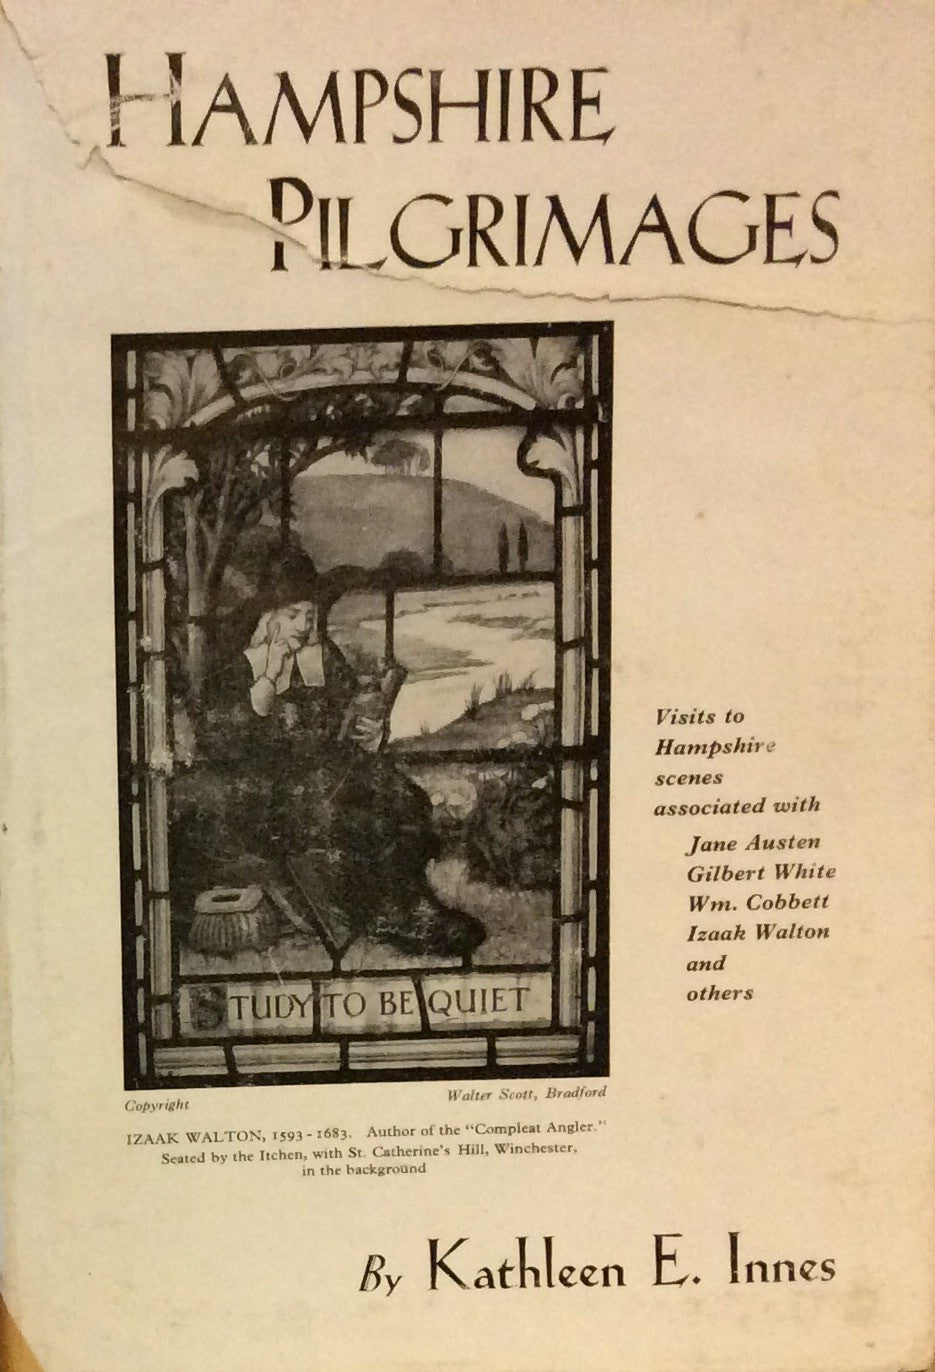 HAMPSHIRE
PILGRIMAGES
Visits to
Hampshire
scenes
associated with
Jane Austen
Gilbert White
Wm. Cobbett
Izaak Walton
and
others
STUDY TO BE QUIET
Copyright Walter Scott, Bradford
IZAAK WALTON, 1593-1683. Author of the "Compleat Angler."
Seated by the Itchen, with St. Catherine's Hill, Winchester,
in the background
By Kathleen E. Innes